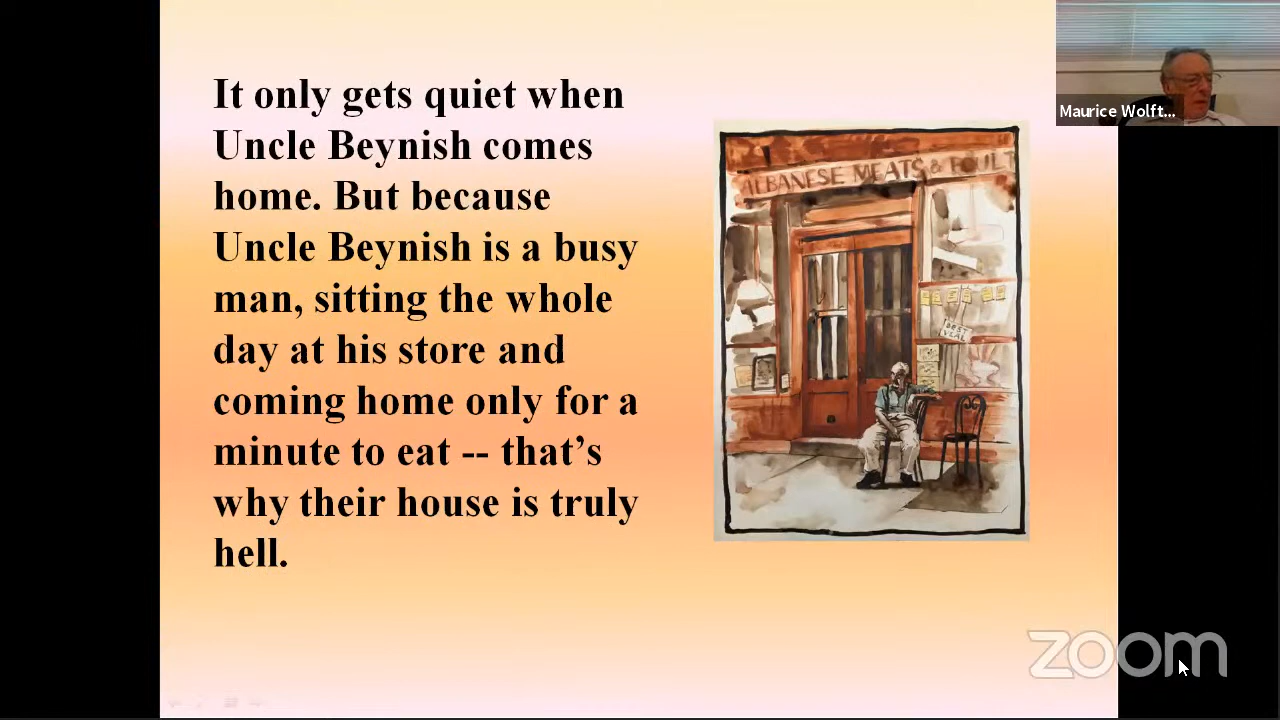 It only gets quiet when
Uncle Beynish comes
home. But because
Uncle Beynish is a busy
man, sitting the whole
day at his store and
coming home only for a
minute to eat -- that’s
why their house is truly
hell.
Maurice Wolft...
ALBANESE MEATS & POULT
BEST
VEAL
zoom